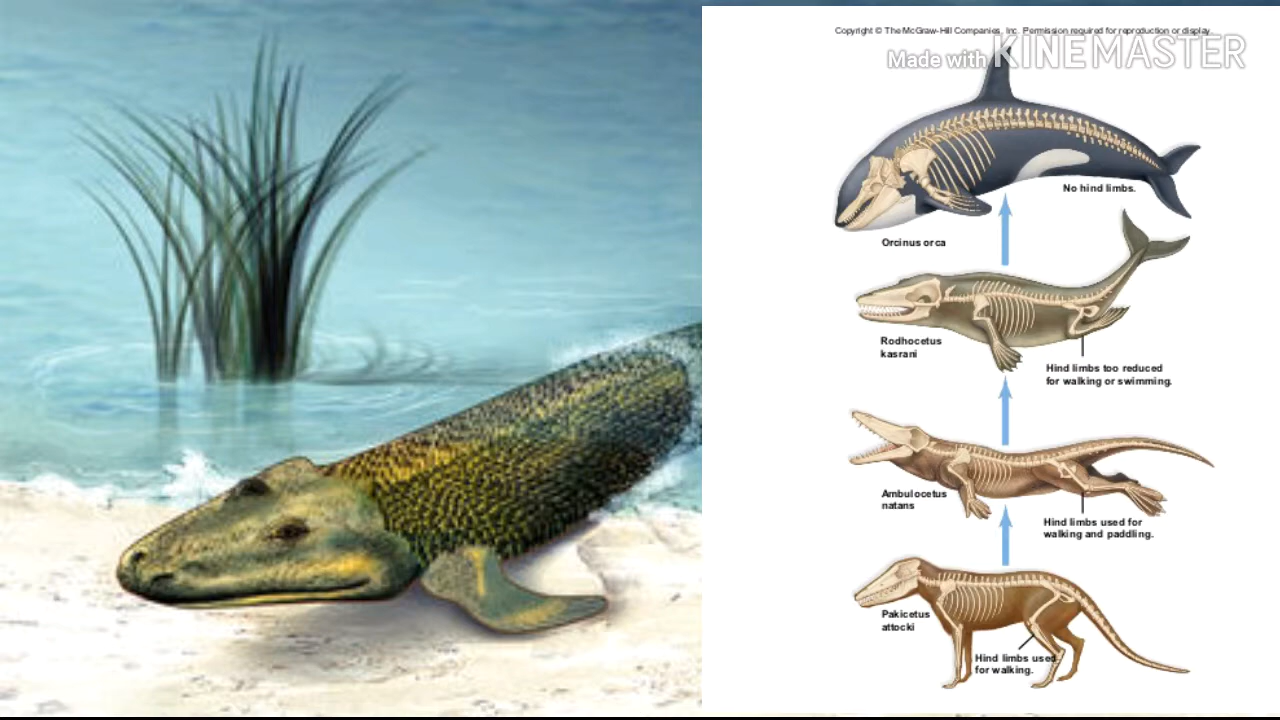 Copyright © The McGraw-Hill Companies, Inc. Permission required for reproduction or display.
Made with KINEMASTER
No hind limbs.
Orcinus orca
Rodhocetus
kasrani
Hind limbs too reduced
for walking or swimming.
Ambulocetus
natans
Hind limbs used for
walking and paddling.
Pakicetus
attocki
Hind limbs used
for walking.